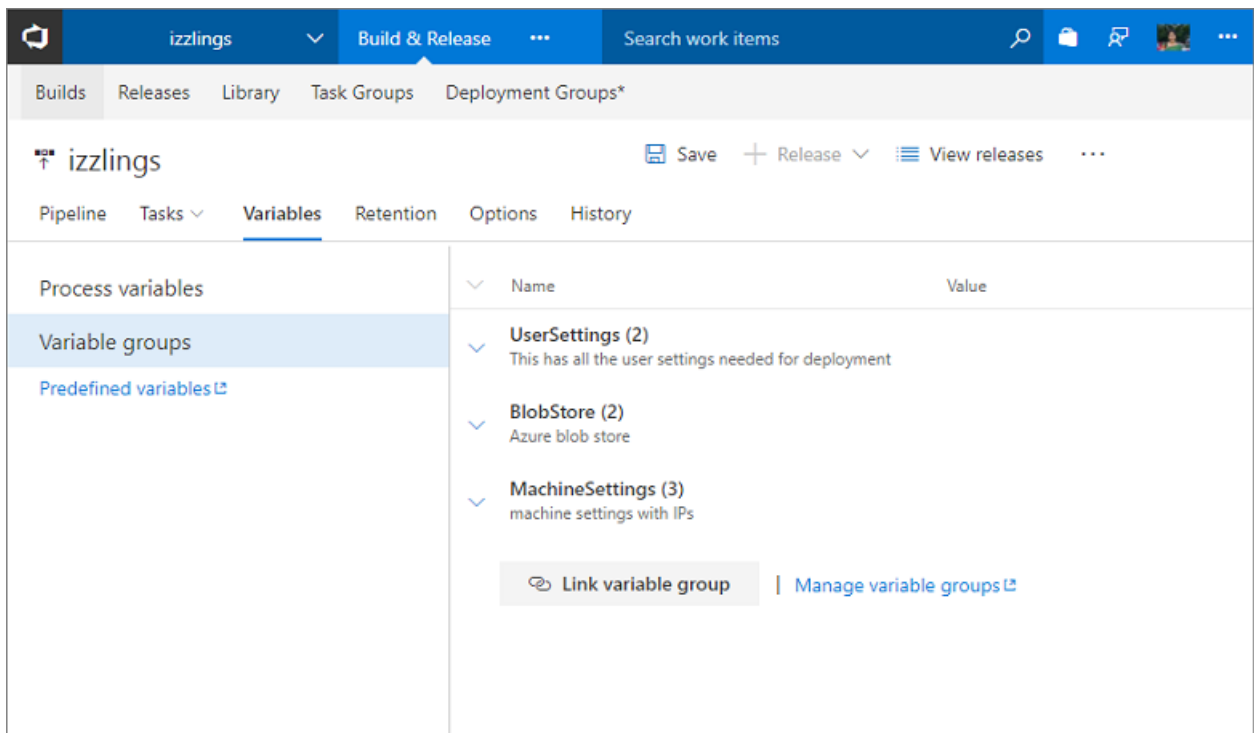 izzlings
Build & Release
···
Search work items
···
Builds Releases Library Task Groups Deployment Groups*
izzlings
Save
Release
View releases
···
Pipeline Tasks Variables Retention Options History
Process variables
Variable groups
Predefined variables
Name Value
UserSettings (2)
This has all the user settings needed for deployment
BlobStore (2)
Azure blob store
MachineSettings (3)
machine settings with IPs
Link variable group | Manage variable groups